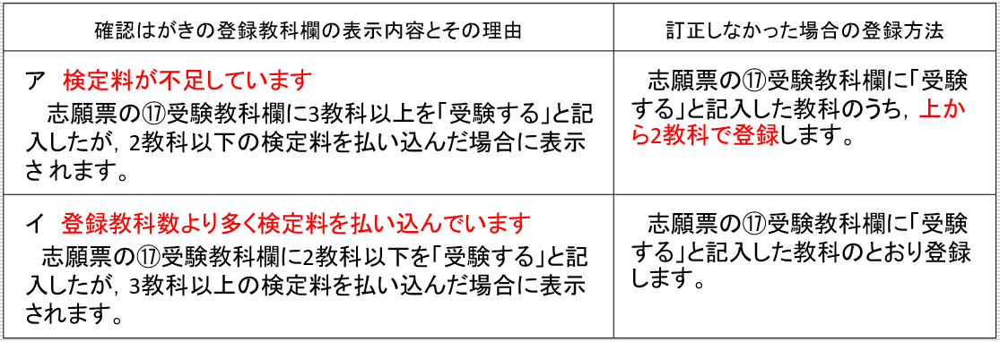 確認はがきの登録教科欄の表示内容とその理由
訂正しなかった場合の登録方法
ア　検定料が不足しています
志願票の⑰受験教科欄に3教科以上を「受験する」と記
入したが，2教科以下の検定料を払い込んだ場合に表示
されます。
志願票の⑰受験教科欄に「受験
する」と記入した教科のうち，上か
ら2教科で登録します。
イ　登録教科数より多く検定料を払い込んでいます
志願票の⑰受験教科欄に2教科以下を「受験する」と記
入したが，3教科以上の検定料を払い込んだ場合に表示
されます。
志願票の⑰受験教科欄に「受験
する」と記入した教科のとおり登録
します。